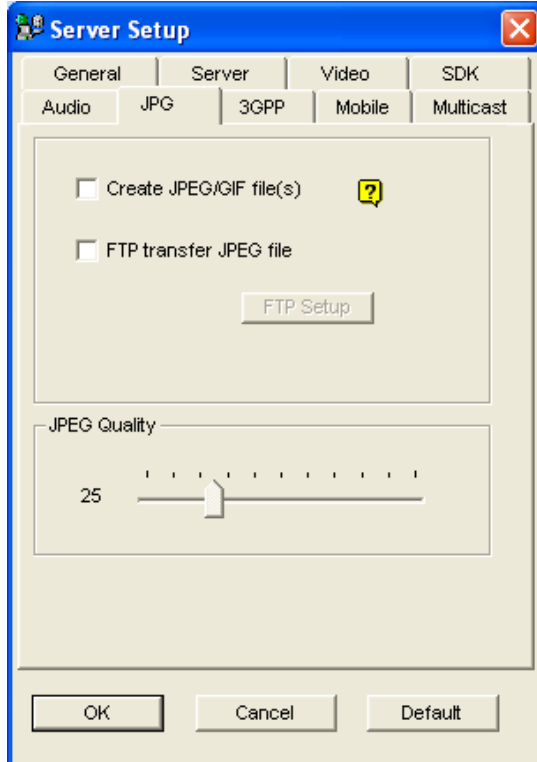 Server Setup
General Server Video SDK
Audio JPG 3GPP Mobile Multicast
Create JPEG/GIF file(s) ?
FTP transfer JPEG file
FTP Setup
JPEG Quality
25
OK Cancel Default